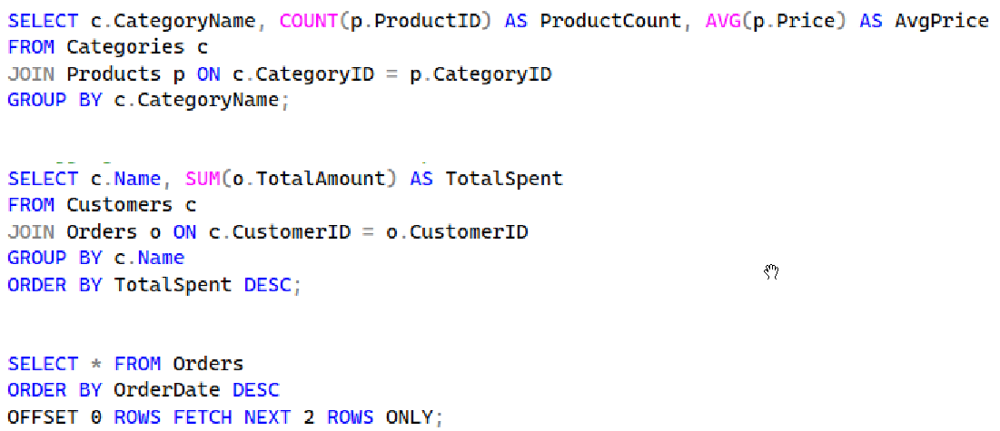 SELECT c.CategoryName, COUNT(p.ProductID) AS ProductCount, AVG(p.Price) AS AvgPrice
FROM Categories c
JOIN Products p ON c.CategoryID = p.CategoryID
GROUP BY c.CategoryName;
SELECT c.Name, SUM(o.TotalAmount) AS TotalSpent
FROM Customers c
JOIN Orders o ON c.CustomerID = o.CustomerID
GROUP BY c.Name
ORDER BY TotalSpent DESC;
SELECT * FROM Orders
ORDER BY OrderDate DESC
OFFSET 0 ROWS FETCH NEXT 2 ROWS ONLY;